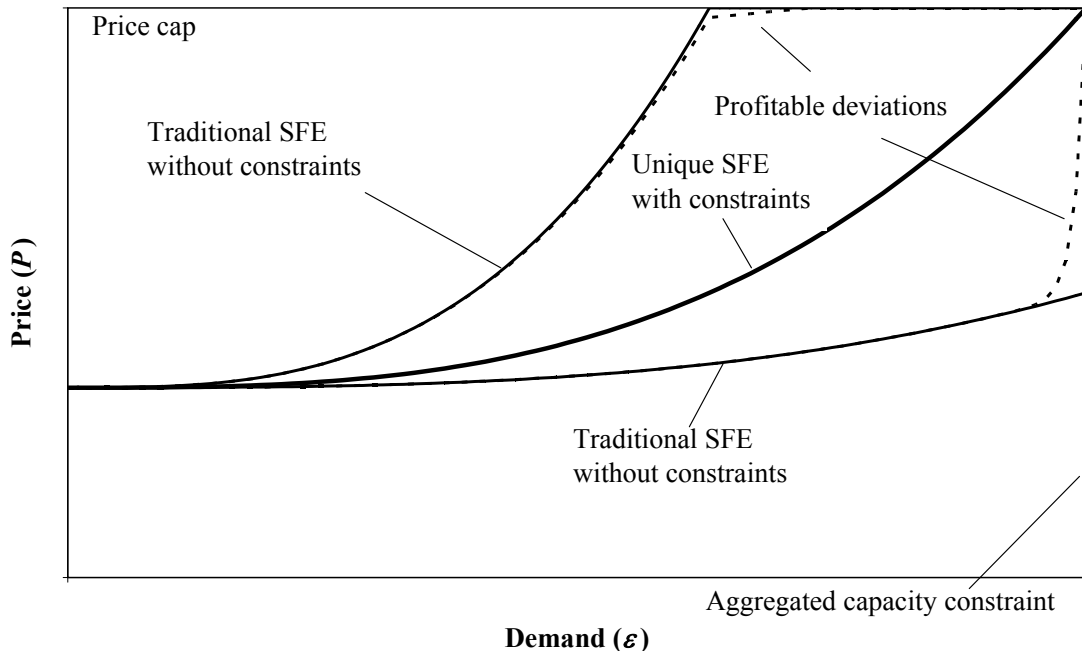 Price cap
Profitable deviations
Traditional SFE
without constraints
Unique SFE
with constraints
Price (P)
Traditional SFE
without constraints
Aggregated capacity constraint
Demand (ε)